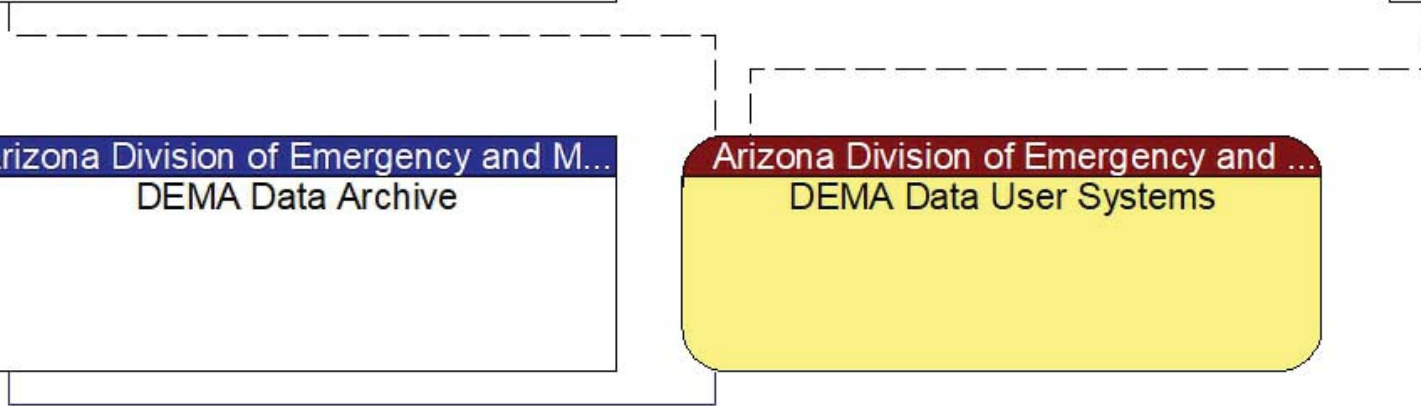 rizona Division of Emergency and M...
DEMA Data Archive
Arizona Division of Emergency and ...
DEMA Data User Systems